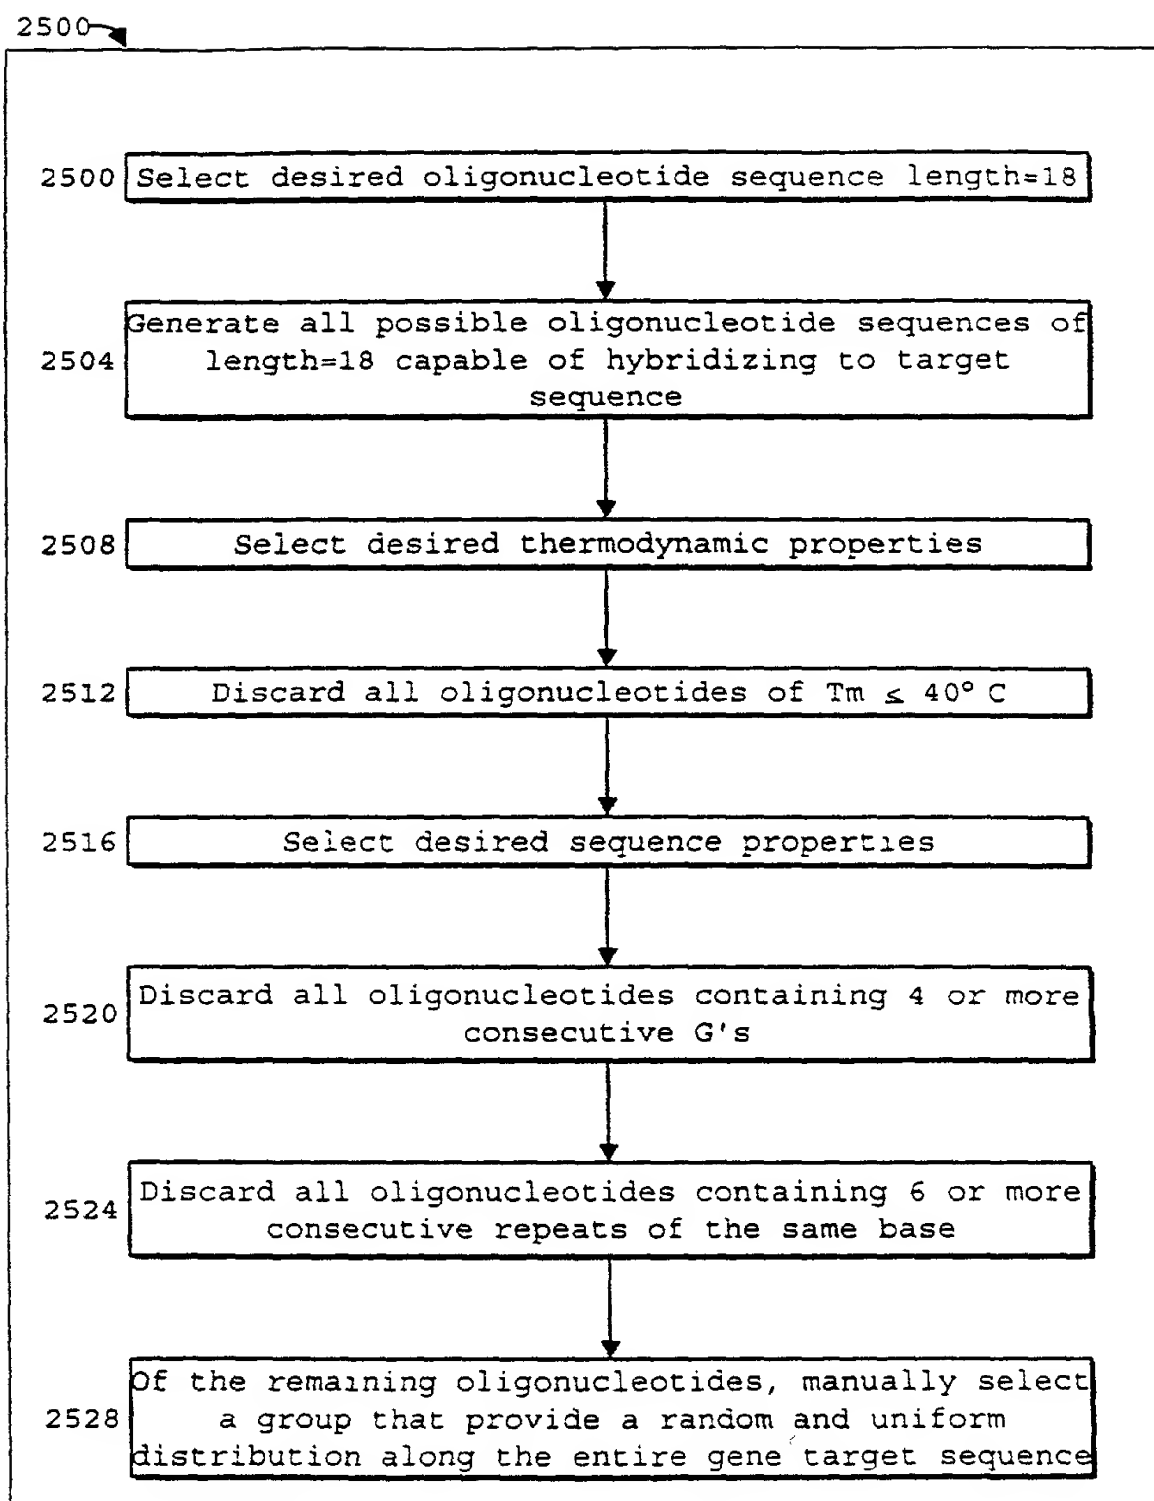 2500
2500 Select desired oligonucleotide sequence length=18
Generate all possible oligonucleotide sequences of
2504 length=18 capable of hybridizing to target
sequence
2508 Select desired thermodynamic properties
2512 Discard all oligonucleotides of Tm ≤ 40° C
2516 Select desired sequence properties
Discard all oligonucleotides containing 4 or more
2520 consecutive G's
Discard all oligonucleotides containing 6 or more
2524 consecutive repeats of the same base
Of the remaining oligonucleotides, manually select
2528 a group that provide a random and uniform
distribution along the entire gene target sequence